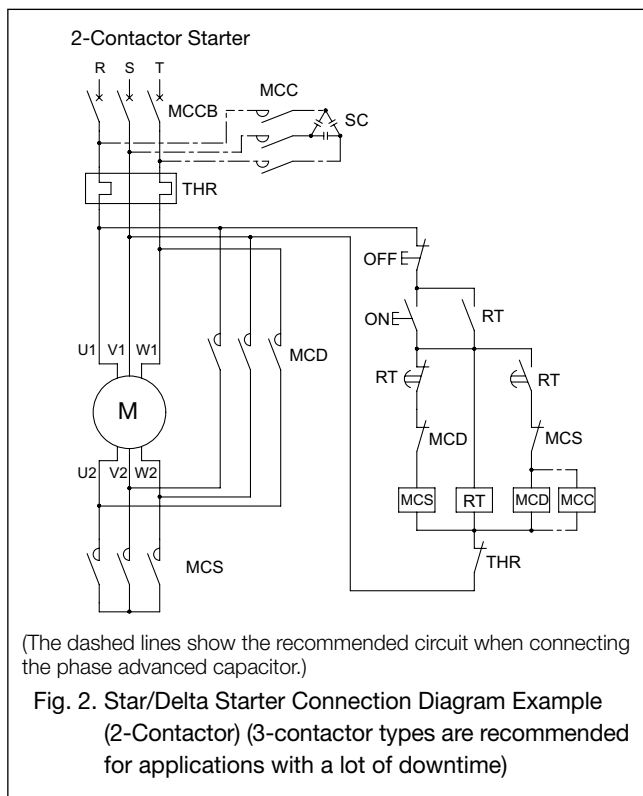 2-Contactor Starter
R S T
MCC
MCCB
SC
THR
OFF
ON
RT
U1 V1 W1
MCD
RT
RT
M
MCD
MCS
U2 V2 W2
MCS
RT
MCD
MCC
MCS
THR
(The dashed lines show the recommended circuit when connecting
the phase advanced capacitor.)
Fig. 2. Star/Delta Starter Connection Diagram Example
(2-Contactor) (3-contactor types are recommended
for applications with a lot of downtime)